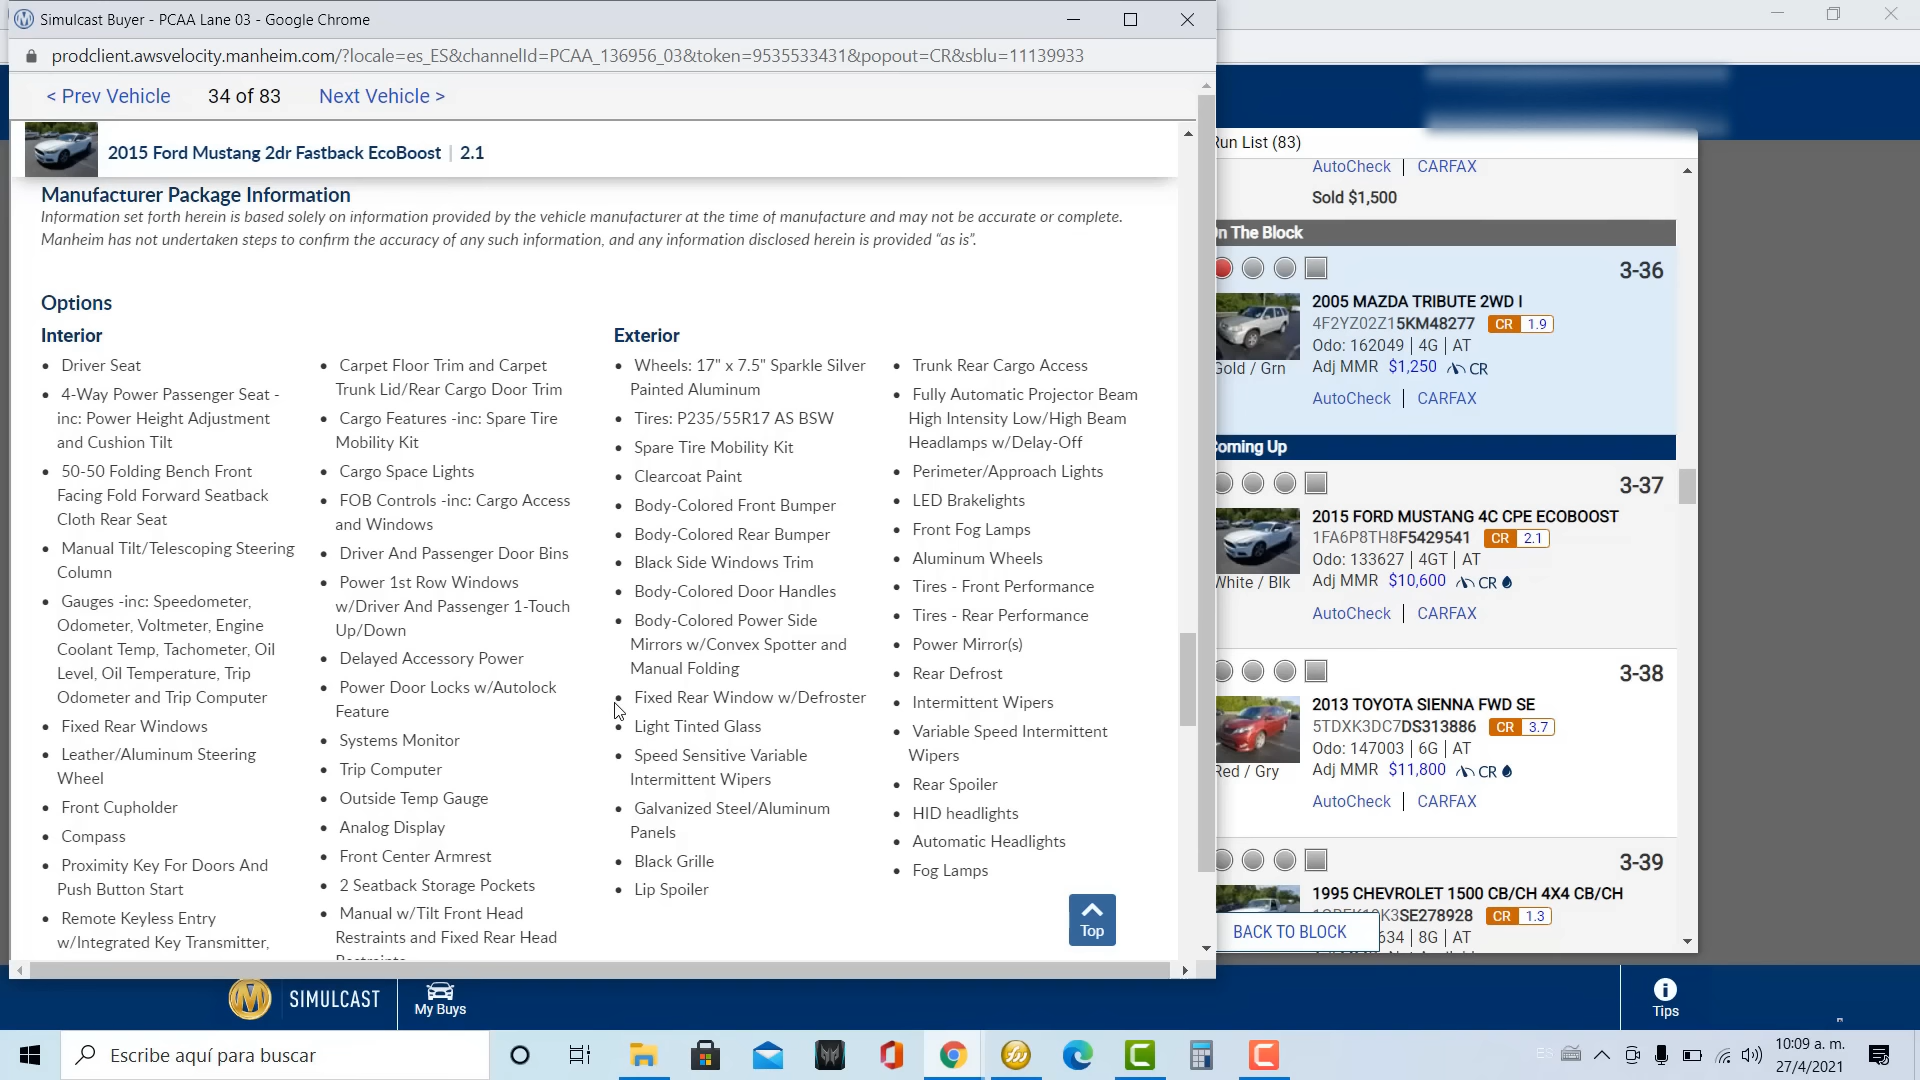 Simulcast Buyer - PCAA Lane 03 - Google Chrome
prodclient.awsvelocity.manheim.com/?locale=es_ES&channelId=PCAA_136956_03&token=9535533431&popout=CR&sblu=11139933
< Prev Vehicle 34 of 83 Next Vehicle >
2015 Ford Mustang 2dr Fastback EcoBoost | 2.1
Manufacturer Package Information
Information set forth herein is based solely on information provided by the vehicle manufacturer at the time of manufacture and may not be accurate or complete.
Manheim has not undertaken steps to confirm the accuracy of any such information, and any information disclosed herein is provided “as is”.
Options
Interior
• Driver Seat
• 4-Way Power Passenger Seat -
inc: Power Height Adjustment
and Cushion Tilt
• 50-50 Folding Bench Front
Facing Fold Forward Seatback
Cloth Rear Seat
• Manual Tilt/Telescoping Steering
Column
• Gauges -inc: Speedometer,
Odometer, Voltmeter, Engine
Coolant Temp, Tachometer, Oil
Level, Oil Temperature, Trip
Odometer and Trip Computer
• Fixed Rear Windows
• Leather/Aluminum Steering
Wheel
• Front Cupholder
• Compass
• Proximity Key For Doors And
Push Button Start
• Remote Keyless Entry
w/Integrated Key Transmitter,
• Carpet Floor Trim and Carpet
Trunk Lid/Rear Cargo Door Trim
• Cargo Features -inc: Spare Tire
Mobility Kit
• Cargo Space Lights
• FOB Controls -inc: Cargo Access
and Windows
• Driver And Passenger Door Bins
• Power 1st Row Windows
w/Driver And Passenger 1-Touch
Up/Down
• Delayed Accessory Power
• Power Door Locks w/Autolock
Feature
• Systems Monitor
• Trip Computer
• Outside Temp Gauge
• Analog Display
• Front Center Armrest
• 2 Seatback Storage Pockets
• Manual w/Tilt Front Head
Restraints and Fixed Rear Head
Restraints
Exterior
• Wheels: 17" x 7.5" Sparkle Silver
Painted Aluminum
• Tires: P235/55R17 AS BSW
• Spare Tire Mobility Kit
• Clearcoat Paint
• Body-Colored Front Bumper
• Body-Colored Rear Bumper
• Black Side Windows Trim
• Body-Colored Door Handles
• Body-Colored Power Side
Mirrors w/Convex Spotter and
Manual Folding
• Fixed Rear Window w/Defroster
• Light Tinted Glass
• Speed Sensitive Variable
Intermittent Wipers
• Galvanized Steel/Aluminum
Panels
• Black Grille
• Lip Spoiler
• Trunk Rear Cargo Access
• Fully Automatic Projector Beam
High Intensity Low/High Beam
Headlamps w/Delay-Off
• Perimeter/Approach Lights
• LED Brakelights
• Front Fog Lamps
• Aluminum Wheels
• Tires - Front Performance
• Tires - Rear Performance
• Power Mirror(s)
• Rear Defrost
• Intermittent Wipers
• Variable Speed Intermittent
Wipers
• Rear Spoiler
• HID headlights
• Automatic Headlights
• Fog Lamps
Top
Run List (83)
AutoCheck | CARFAX
Sold $1,500
On The Block
3-36
2005 MAZDA TRIBUTE 2WD I
4F2YZ02Z15KM48277 CR 1.9
Odo: 162049 | 4G | AT
Gold / Grn
Adj MMR $1,250 CR
AutoCheck | CARFAX
Coming Up
3-37
2015 FORD MUSTANG 4C CPE ECOBOOST
1FA6P8TH8F5429541 CR 2.1
Odo: 133627 | 4GT | AT
White / Blk
Adj MMR $10,600 CR
AutoCheck | CARFAX
3-38
2013 TOYOTA SIENNA FWD SE
5TDXK3DC7DS313886 CR 3.7
Odo: 147003 | 6G | AT
Red / Gry
Adj MMR $11,800 CR
AutoCheck | CARFAX
3-39
1995 CHEVROLET 1500 CB/CH 4X4 CB/CH
K3SE278928 CR 1.3
634 | 8G | AT
BACK TO BLOCK
SIMULCAST
My Buys
Tips
Escribe aquí para buscar
ES
10:09 a. m.
27/4/2021